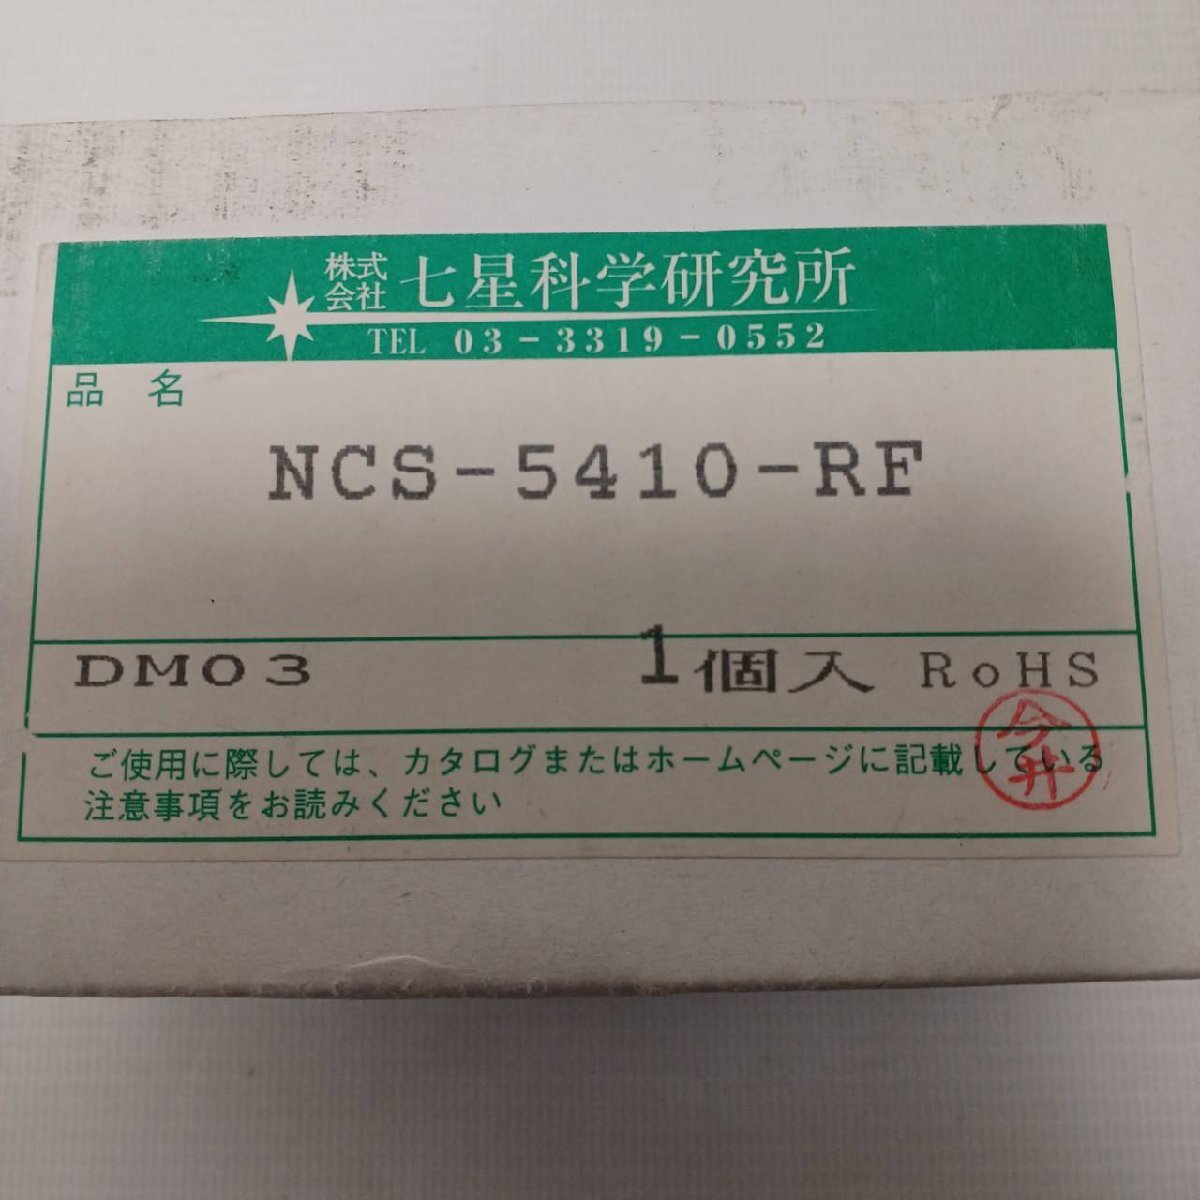 株式会社 七星科学研究所
TEL 03-3319-0552
品名
NCS-5410-RF
DM03 1個入 RoHS
今井
ご使用に際しては、カタログまたはホームページに記載している
注意事項をお読みください